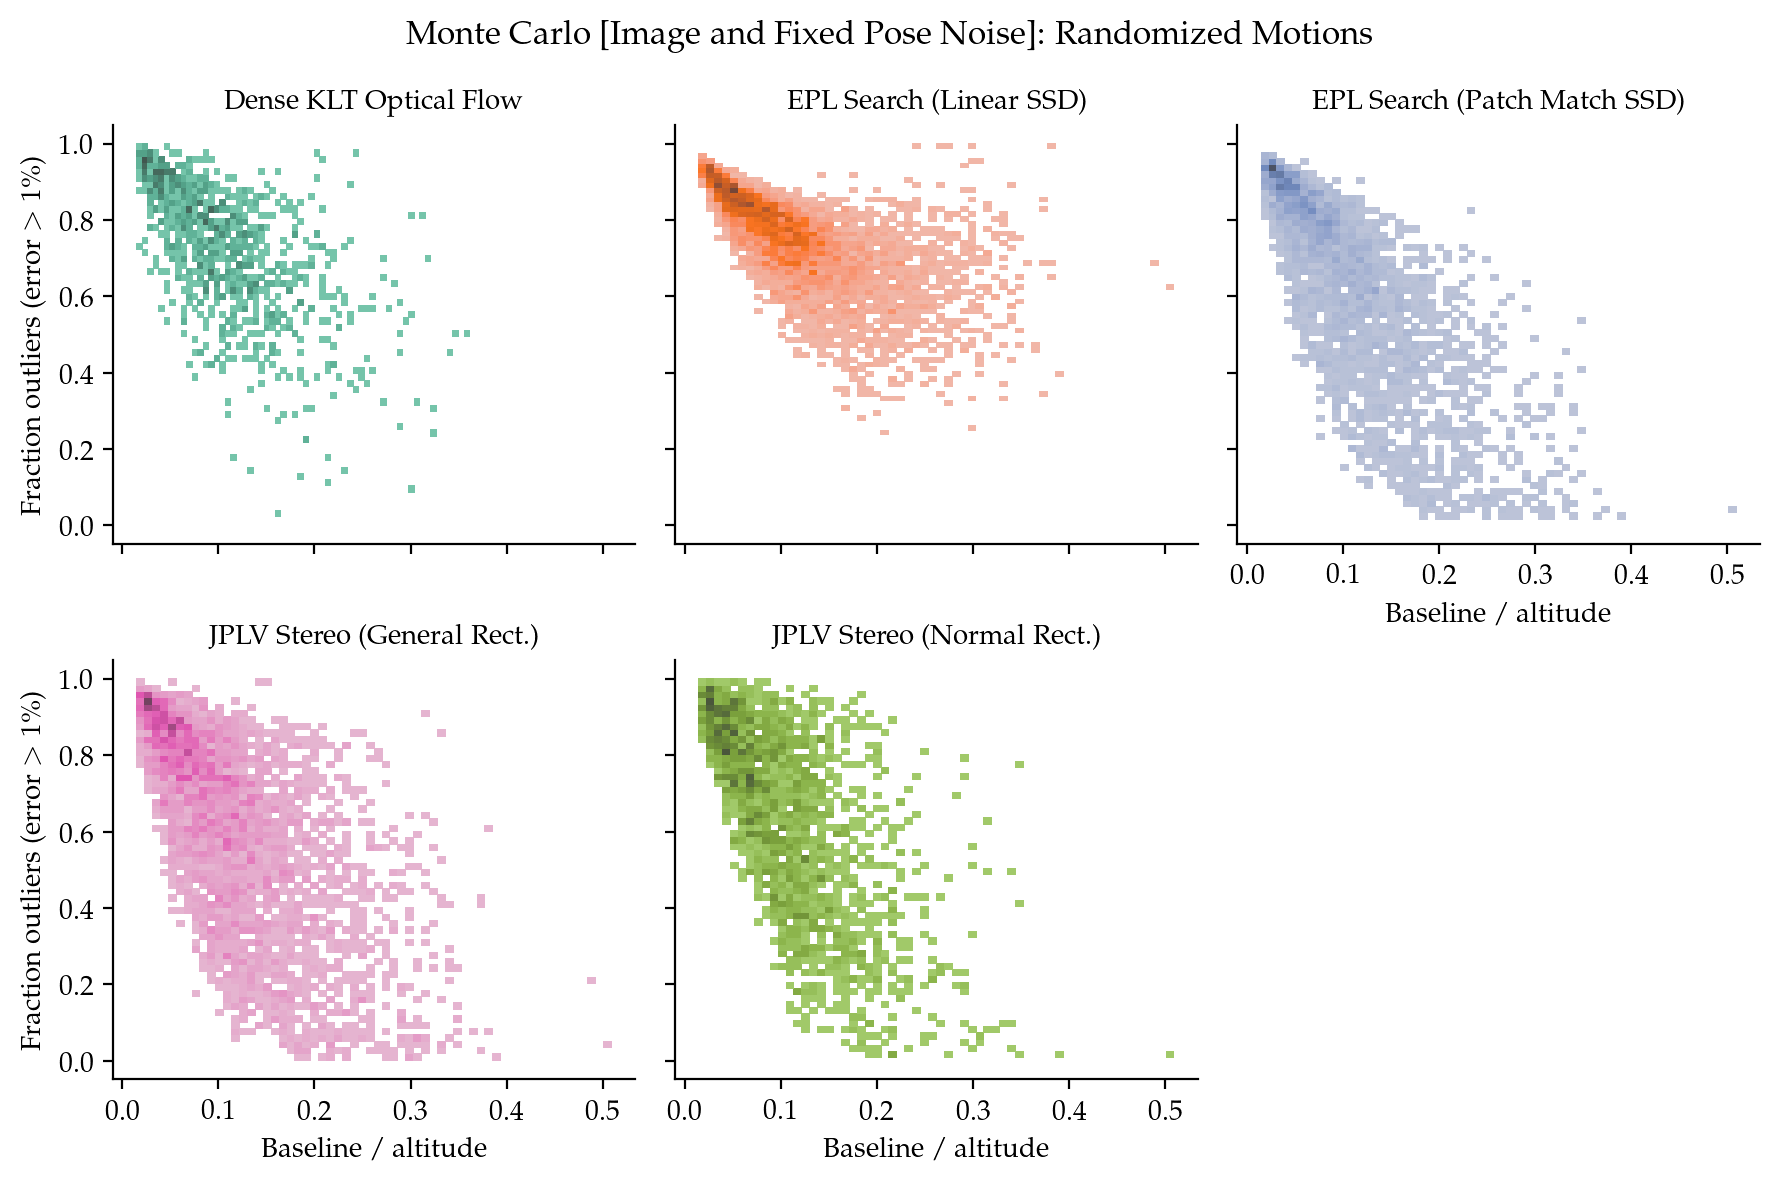 Monte Carlo [Image and Fixed Pose Noise]: Randomized Motions
Dense KLT Optical Flow
EPL Search (Linear SSD)
EPL Search (Patch Match SSD)
Fraction outliers (error > 1%)
1.0
0.8
0.6
0.4
0.2
0.0
0.0 0.1 0.2 0.3 0.4 0.5
Baseline / altitude
JPLV Stereo (General Rect.)
JPLV Stereo (Normal Rect.)
Fraction outliers (error > 1%)
1.0
0.8
0.6
0.4
0.2
0.0
0.0 0.1 0.2 0.3 0.4 0.5
0.0 0.1 0.2 0.3 0.4 0.5
Baseline / altitude
Baseline / altitude